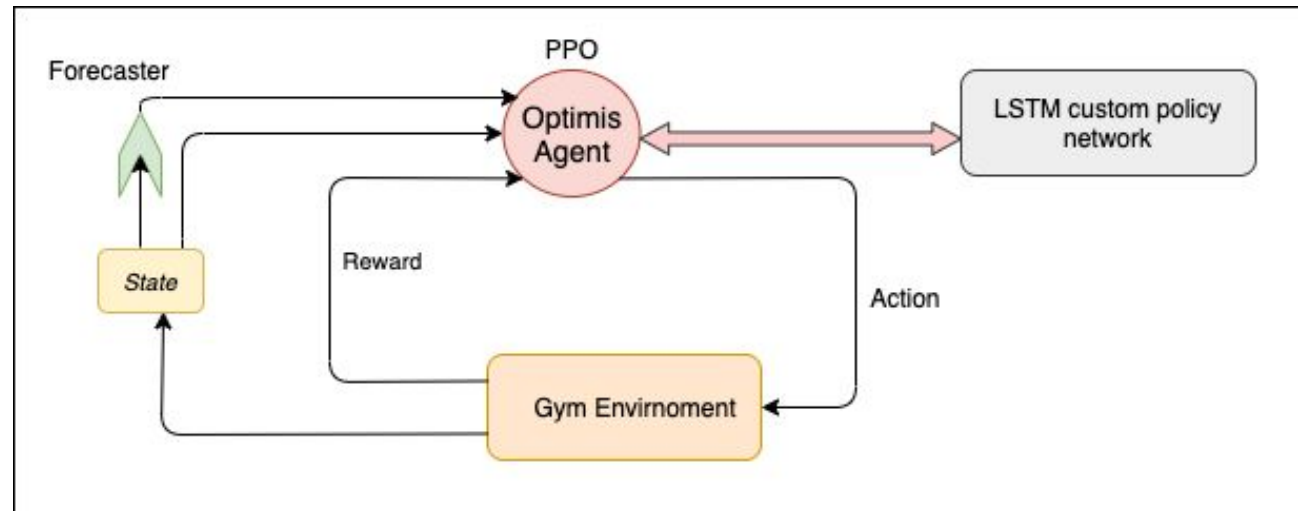 PPO
Forecaster
Optimis
Agent
LSTM custom policy
network
State
Reward
Action
Gym Envirnoment